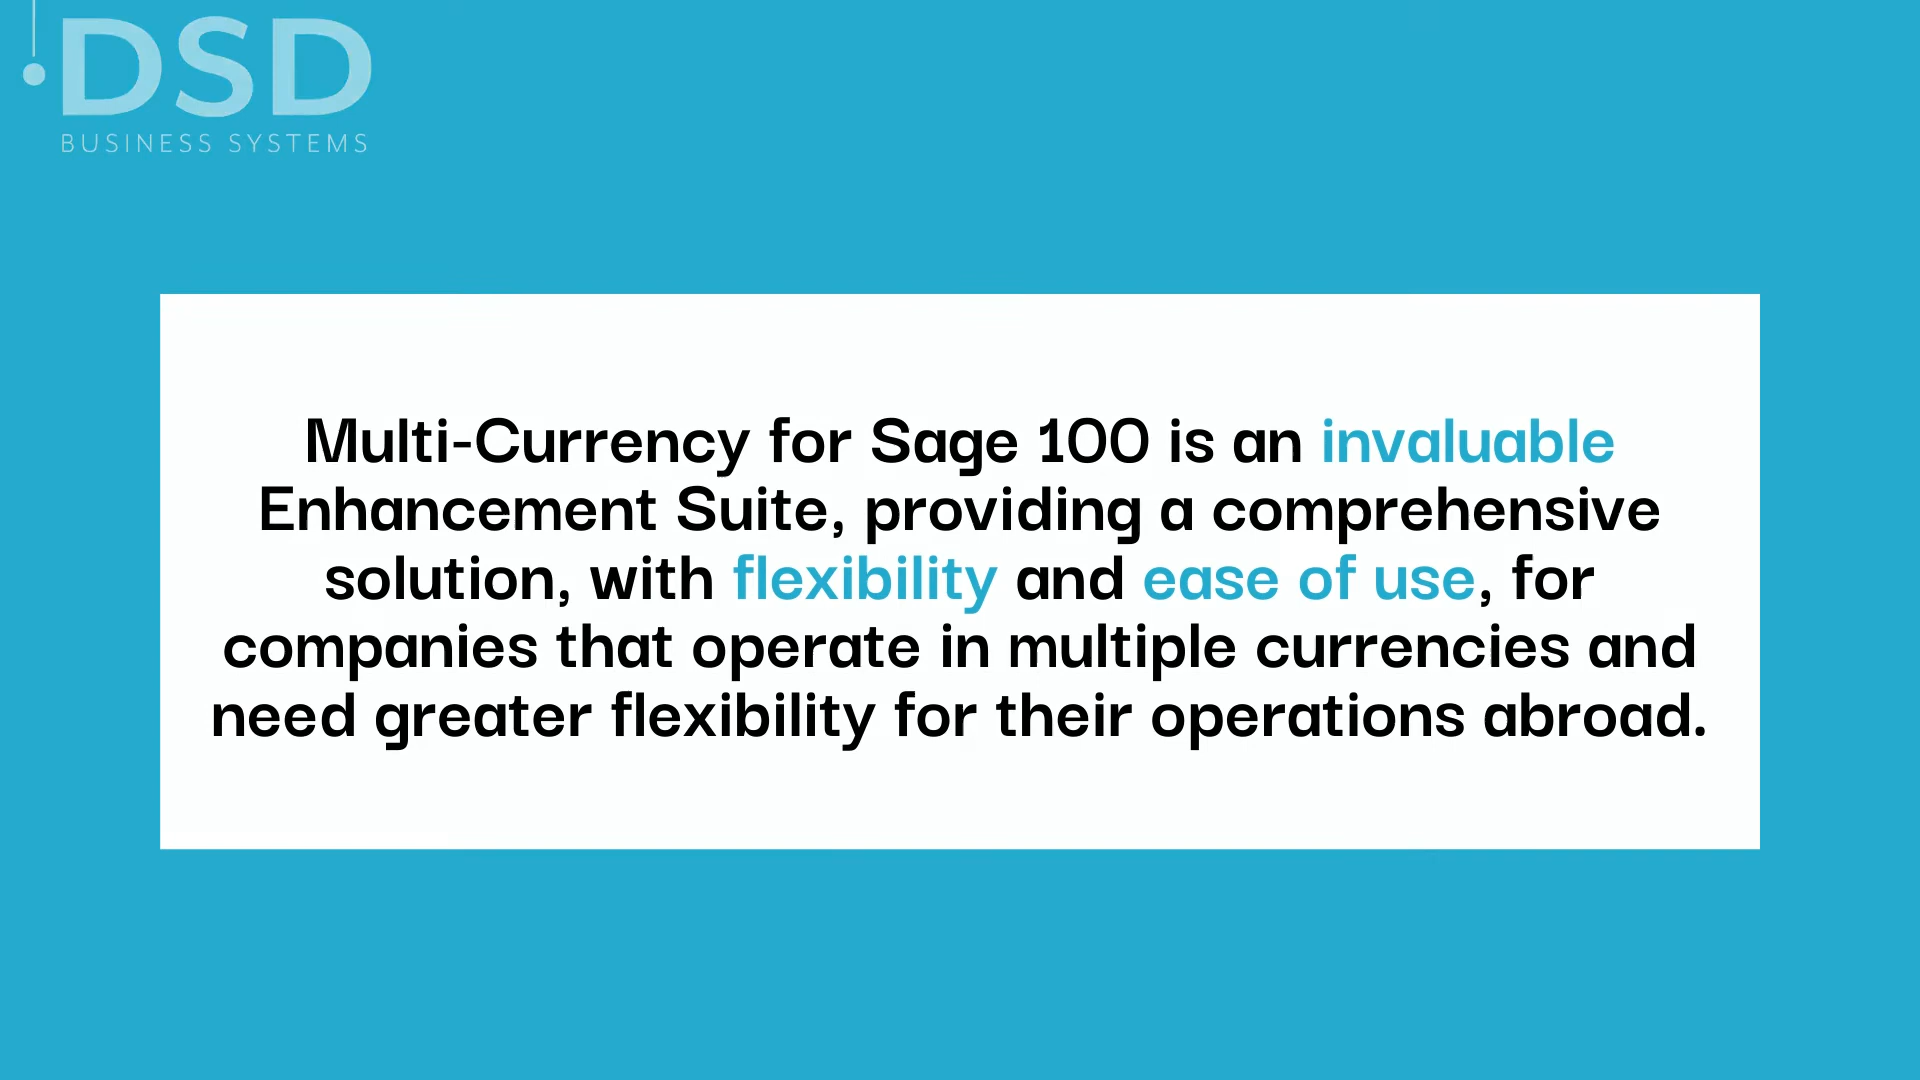 DSD
BUSINESS SYSTEMS
Multi-Currency for Sage 100 is an invaluable
Enhancement Suite, providing a comprehensive
solution, with flexibility and ease of use, for
companies that operate in multiple currencies and
need greater flexibility for their operations abroad.